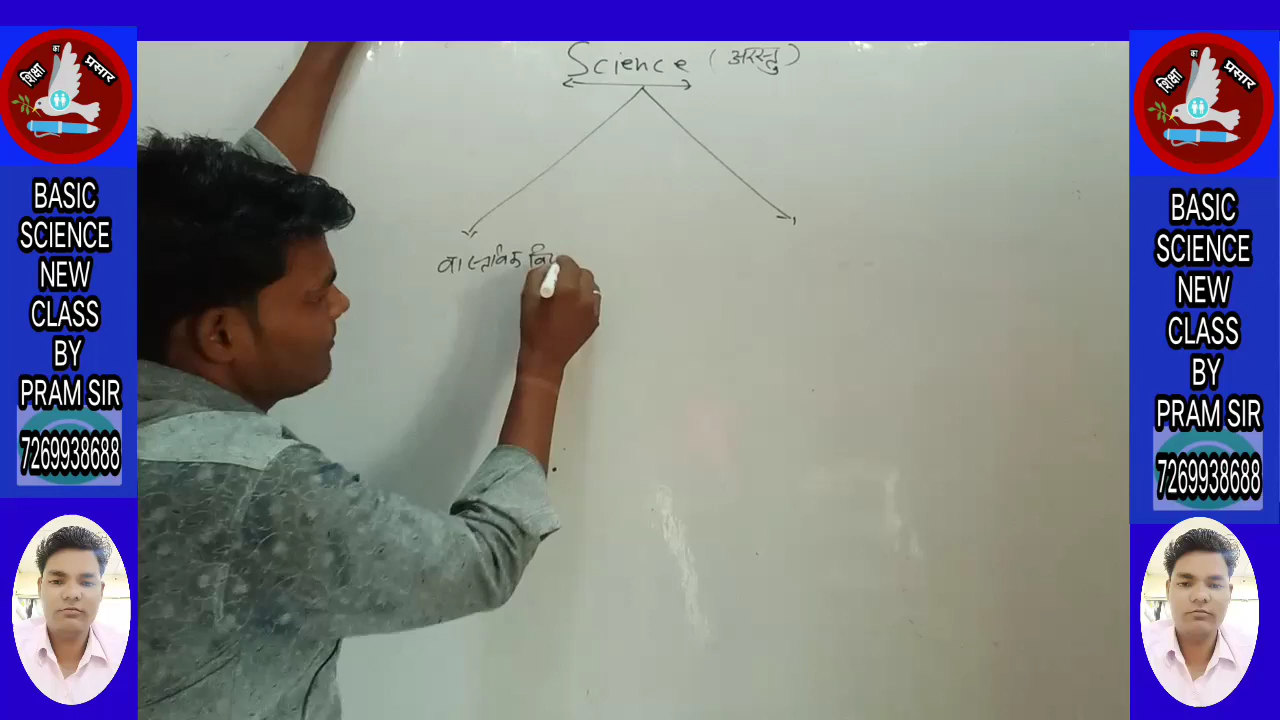 Science (अरस्तु)
वास्तविक वि
शिक्षा
का
प्रसार
BASIC
SCIENCE
NEW
CLASS
BY
PRAM SIR
7269938688
शिक्षा
का
प्रसार
BASIC
SCIENCE
NEW
CLASS
BY
PRAM SIR
7269938688